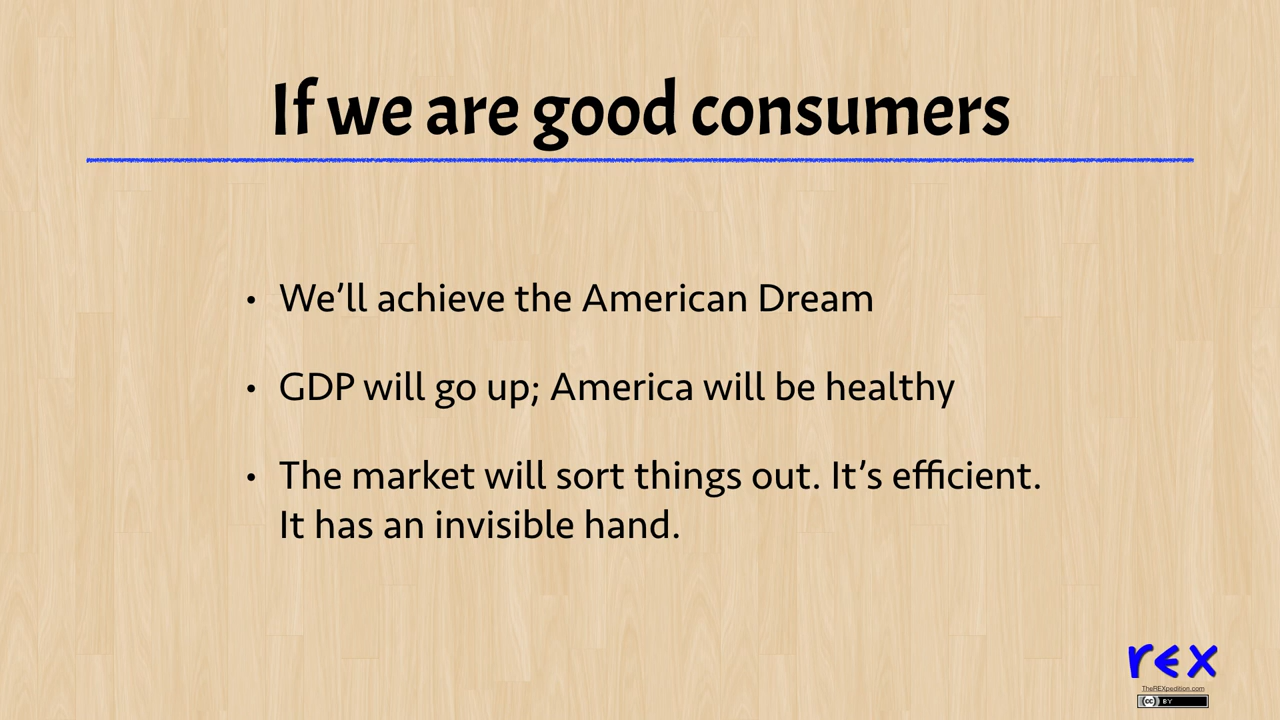 If we are good consumers
• We’ll achieve the American Dream
• GDP will go up; America will be healthy
• The market will sort things out. It’s efficient.
It has an invisible hand.
rex
TheREXpedition.com
cc BY